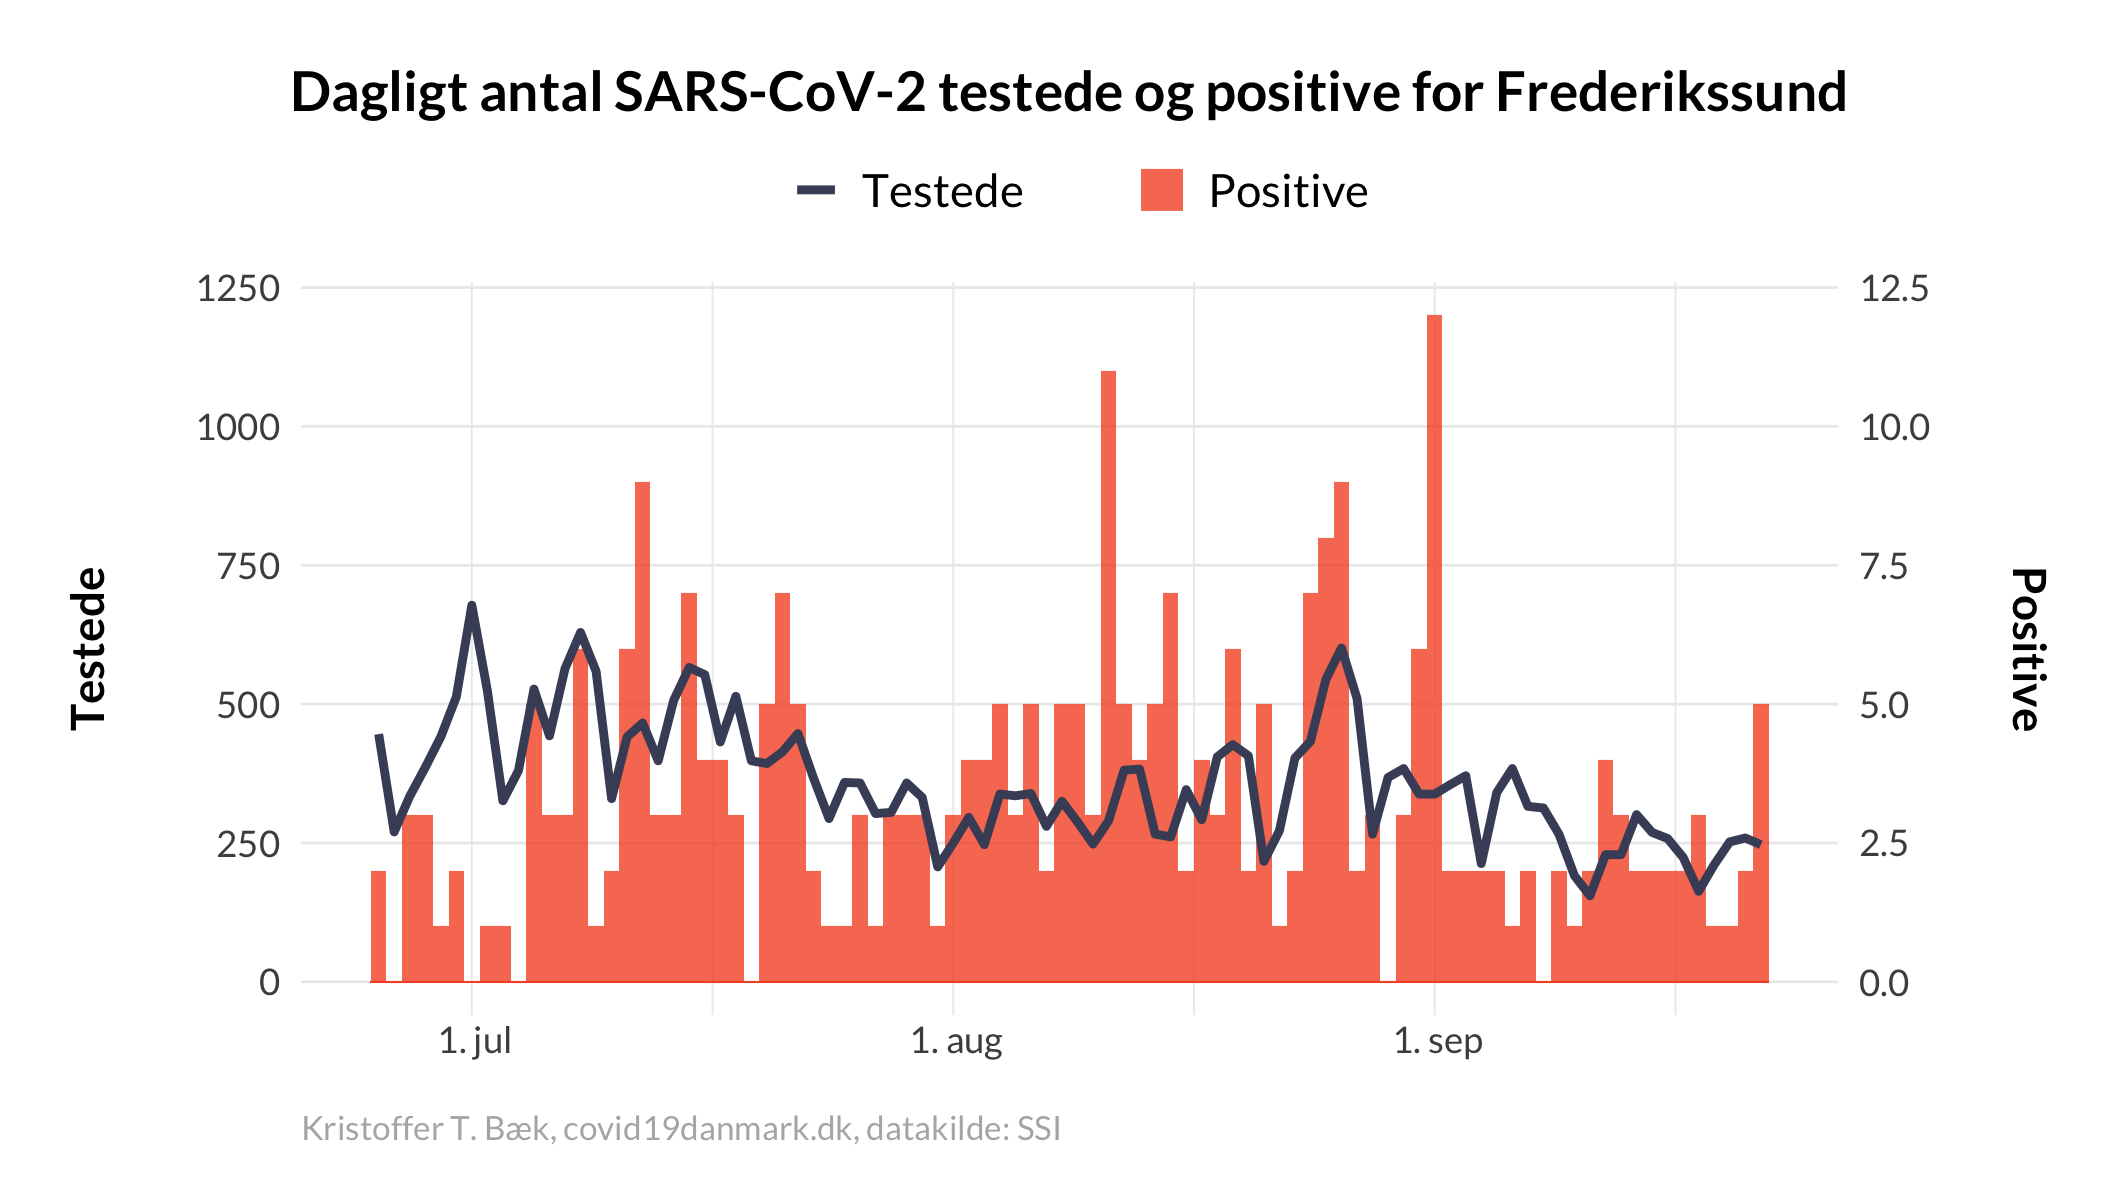 Dagligt antal SARS-CoV-2 testede og positive for Frederikssund
Testede Positive
1250 12.5
1000 10.0
750 7.5
500 5.0
250 2.5
0 0.0
Testede
Positive
1. jul 1. aug 1. sep
Kristoffer T. Bæk, covid19danmark.dk, datakilde: SSI